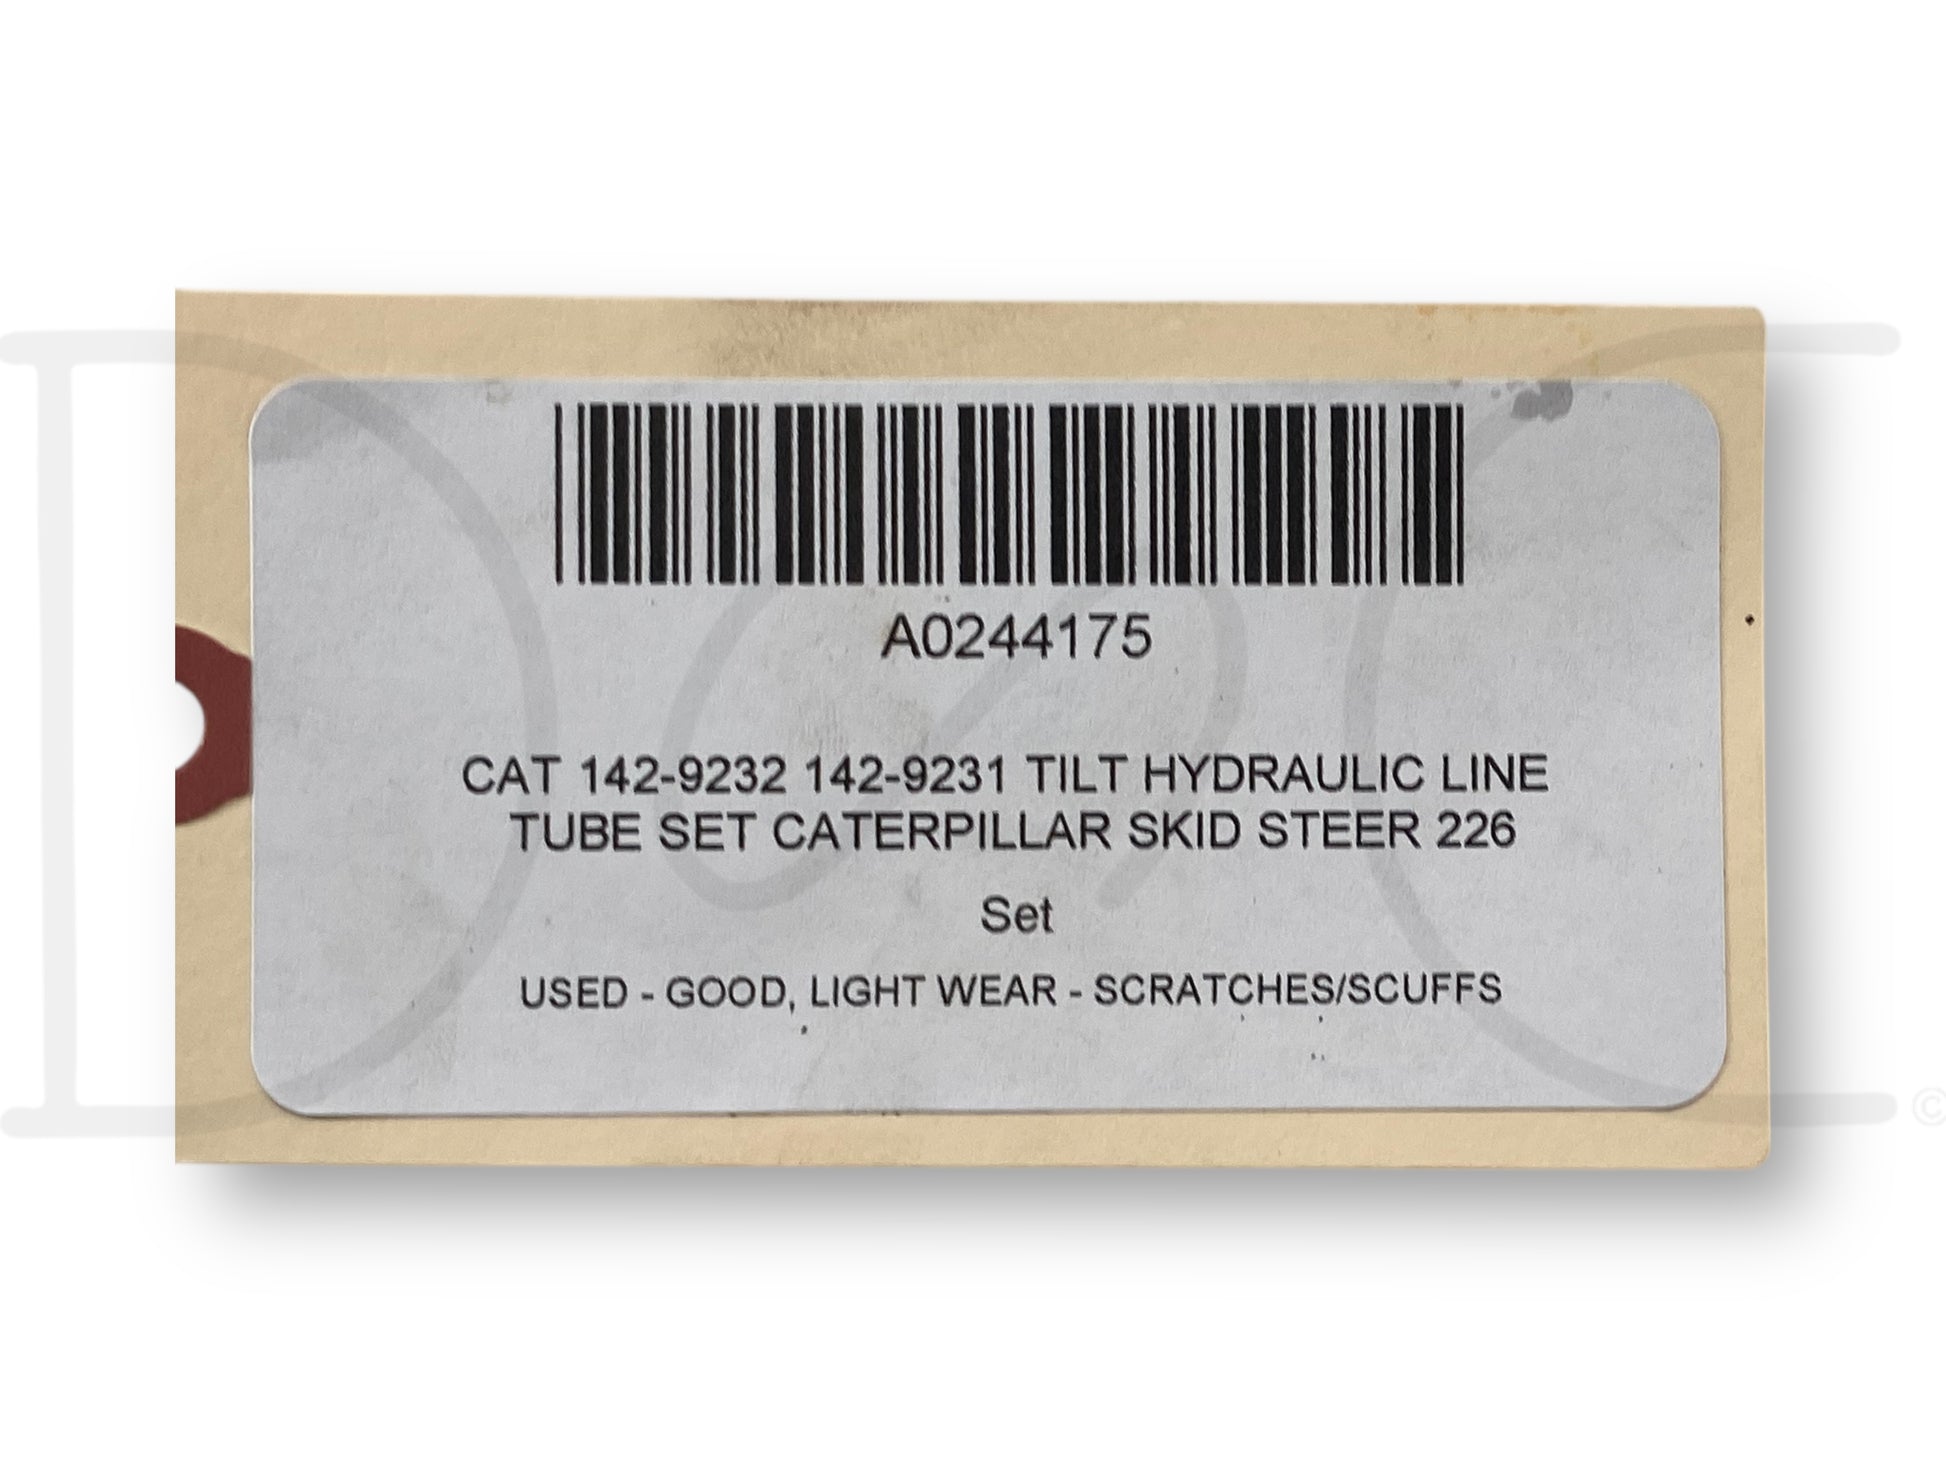 A0244175
CAT 142-9232 142-9231 TILT HYDRAULIC LINE
TUBE SET CATERPILLAR SKID STEER 226
Set
USED - GOOD, LIGHT WEAR - SCRATCHES/SCUFFS
©